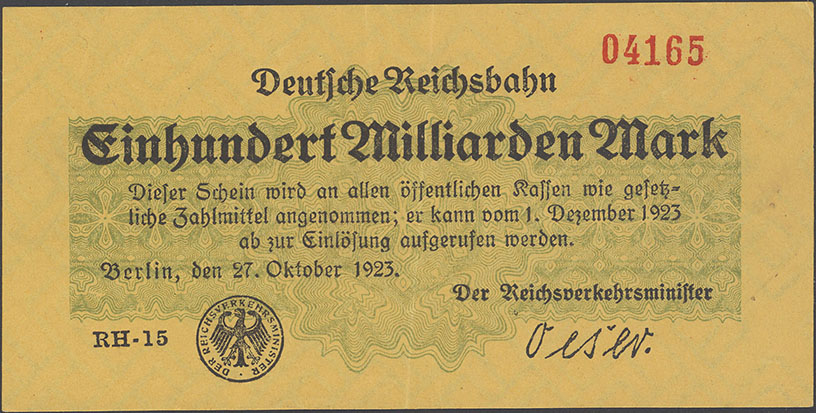 04165
Deutsche Reichsbahn
Einhundert Milliarden Mark
Dieser Schein wird an allen öffentlichen Kassen wie gesetz-
liche Zahlmittel angenommen; er kann vom 1. Dezember 1923
ab zur Einlösung aufgerufen werden.
Berlin, den 27. Oktober 1923.
Der Reichsverkehrsminister
RH-15
DER REICHSVERKEHRSMINISTER
Oeser.